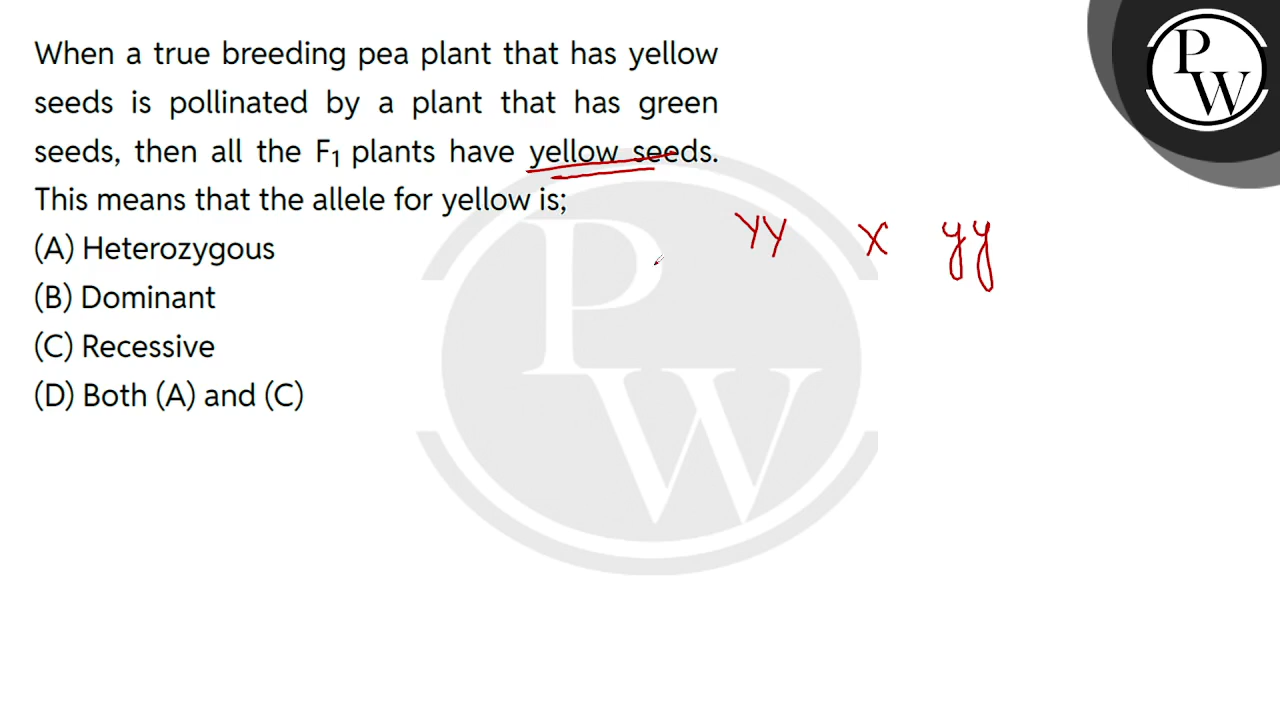 When a true breeding pea plant that has yellow
seeds is pollinated by a plant that has green
seeds, then all the F₁ plants have yellow seeds.
This means that the allele for yellow is;
(A) Heterozygous
(B) Dominant
(C) Recessive
(D) Both (A) and (C)
YY x yy
PW
PW